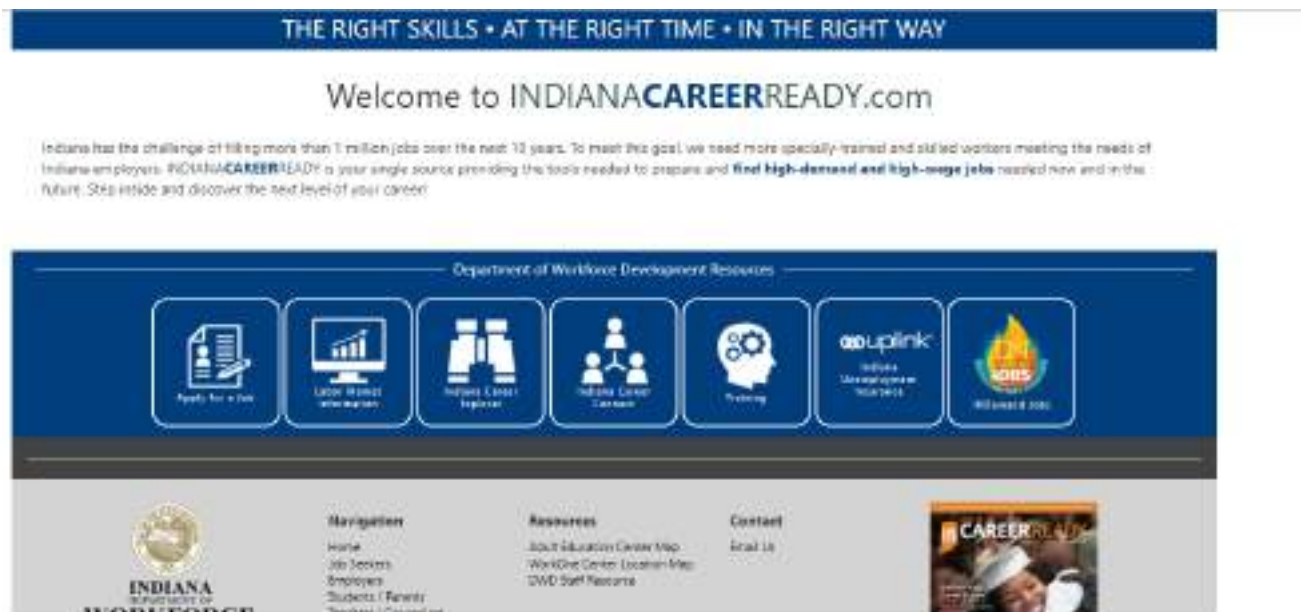 THE RIGHT SKILLS • AT THE RIGHT TIME • IN THE RIGHT WAY
Welcome to INDIANACAREERREADY.com
Indiana has the challenge of filling more than 1 million jobs over the next 10 years. To meet this goal, we need more specially-trained and skilled workers meeting the needs of
Indiana employers. INDIANACAREERREADY is your single source providing the tools needed to prepare and find high-demand and high-wage jobs needed now and in the
future. Step inside and discover the next level of your career!
Department of Workforce Development Resources
Apply for a Job
Labor Market
Information
Indiana Career
Explorer
Indiana Career
Connect
Training
uplink
Indiana
Unemployment
Insurance
JOBS
INDIANA
DEPARTMENT OF
WORKFORCE
Navigation
Home
Job Seekers
Employers
Students / Parents
Resources
Adult Education Center Map
WorkOne Center Location Map
DWD Staff Resource
Contact
Email Us
CAREER READY